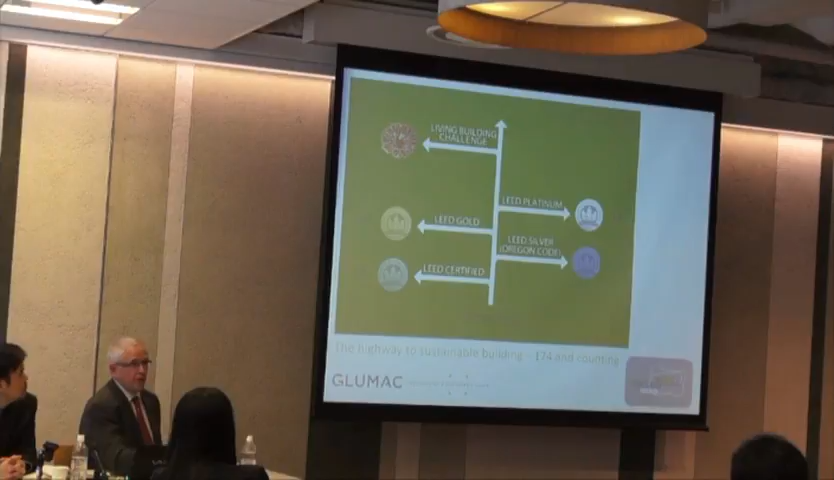 LIVING BUILDING
CHALLENGE
LEED PLATINUM
LEED GOLD
LEED SILVER
(OREGON CODE)
LEED CERTIFIED
The highway to sustainable building - 174 and counting
GLUMAC